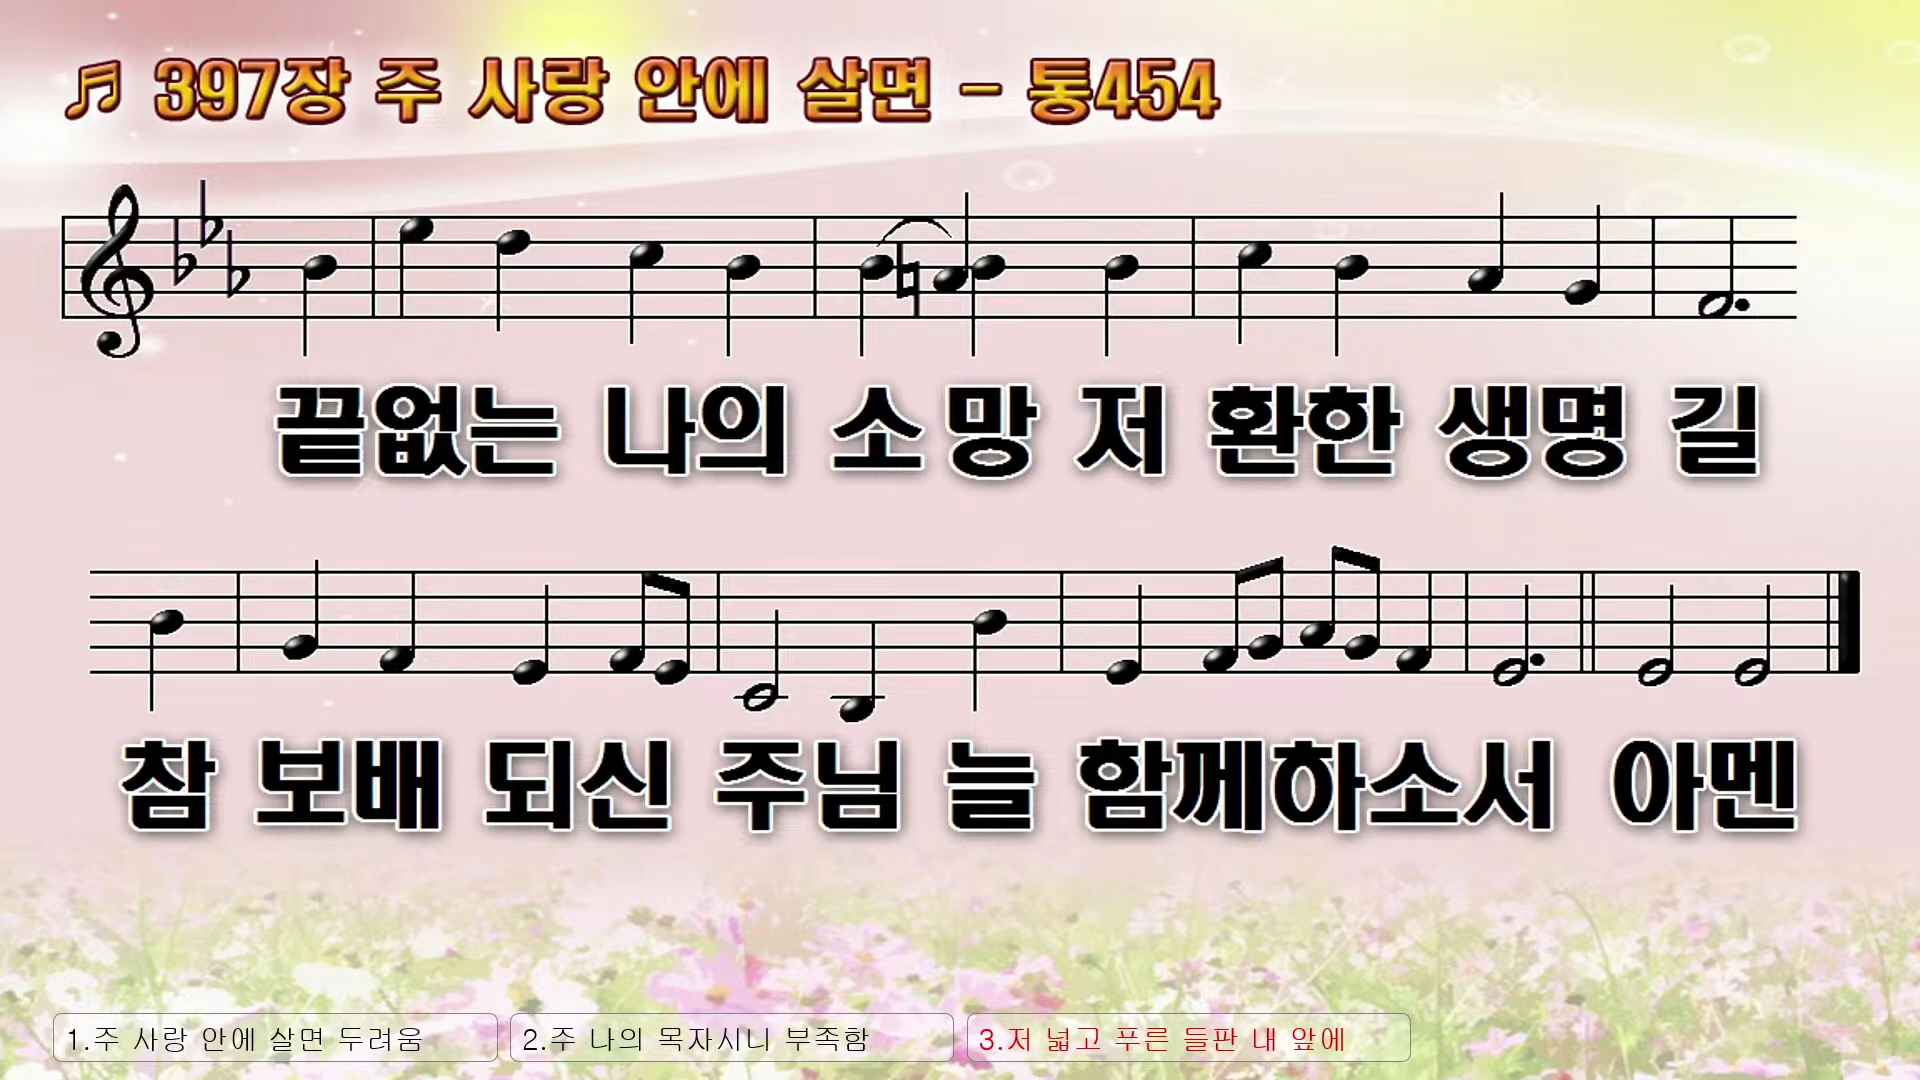 397장 주 사랑 안에 살면 - 통454
끝없는 나의 소망 저 환한 생명 길
참 보배 되신 주님 늘 함께하소서 아멘
1.주 사랑 안에 살면 두려움
2.주 나의 목자시니 부족함
3.저 넓고 푸른 들판 내 앞에